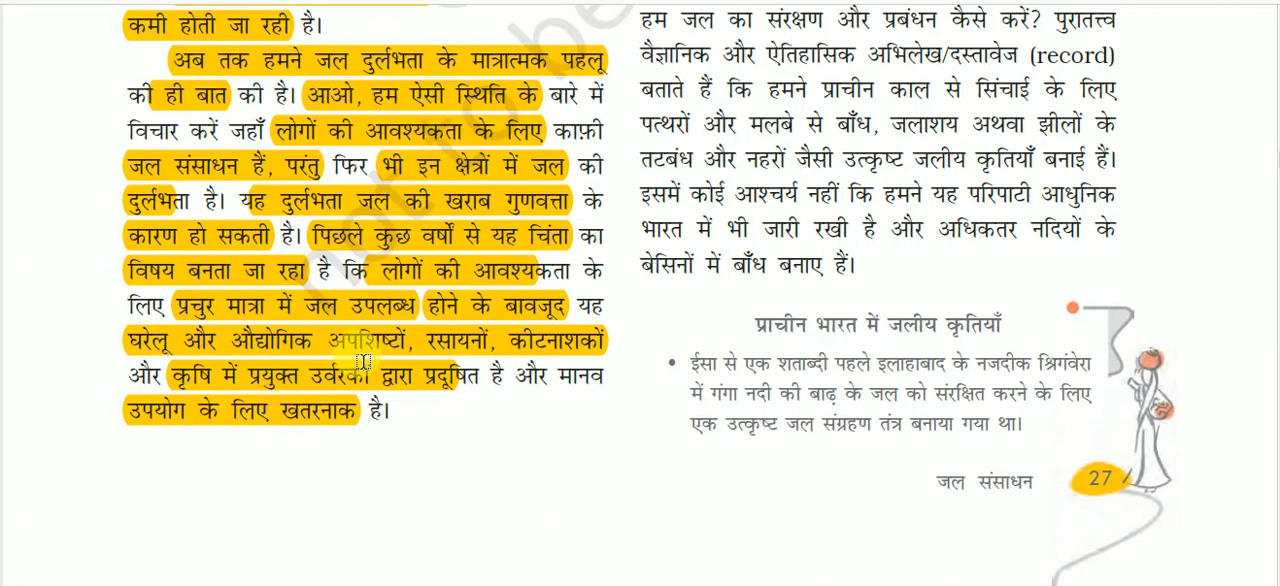 कमी होती जा रही है।
अब तक हमने जल दुर्लभता के मात्रात्मक पहलू
की ही बात की है। आओ, हम ऐसी स्थिति के बारे में
विचार करें जहाँ लोगों की आवश्यकता के लिए काफ़ी
जल संसाधन हैं, परंतु फिर भी इन क्षेत्रों में जल की
दुर्लभता है। यह दुर्लभता जल की खराब गुणवत्ता के
कारण हो सकती है। पिछले कुछ वर्षों से यह चिंता का
विषय बनता जा रहा है कि लोगों की आवश्यकता के
लिए प्रचुर मात्रा में जल उपलब्ध होने के बावजूद यह
घरेलू और औद्योगिक अपशिष्टों, रसायनों, कीटनाशकों
और कृषि में प्रयुक्त उर्वरकों द्वारा प्रदूषित है और मानव
उपयोग के लिए खतरनाक है।
हम जल का संरक्षण और प्रबंधन कैसे करें? पुरातत्त्व
वैज्ञानिक और ऐतिहासिक अभिलेख/दस्तावेज (record)
बताते हैं कि हमने प्राचीन काल से सिंचाई के लिए
पत्थरों और मलबे से बाँध, जलाशय अथवा झीलों के
तटबंध और नहरों जैसी उत्कृष्ट जलीय कृतियाँ बनाई हैं।
इसमें कोई आश्चर्य नहीं कि हमने यह परिपाटी आधुनिक
भारत में भी जारी रखी है और अधिकतर नदियों के
बेसिनों में बाँध बनाए हैं।
प्राचीन भारत में जलीय कृतियाँ
• ईसा से एक शताब्दी पहले इलाहाबाद के नजदीक श्रिगंवेरा
में गंगा नदी की बाढ़ के जल को संरक्षित करने के लिए
एक उत्कृष्ट जल संग्रहण तंत्र बनाया गया था।
जल संसाधन 27
not to be